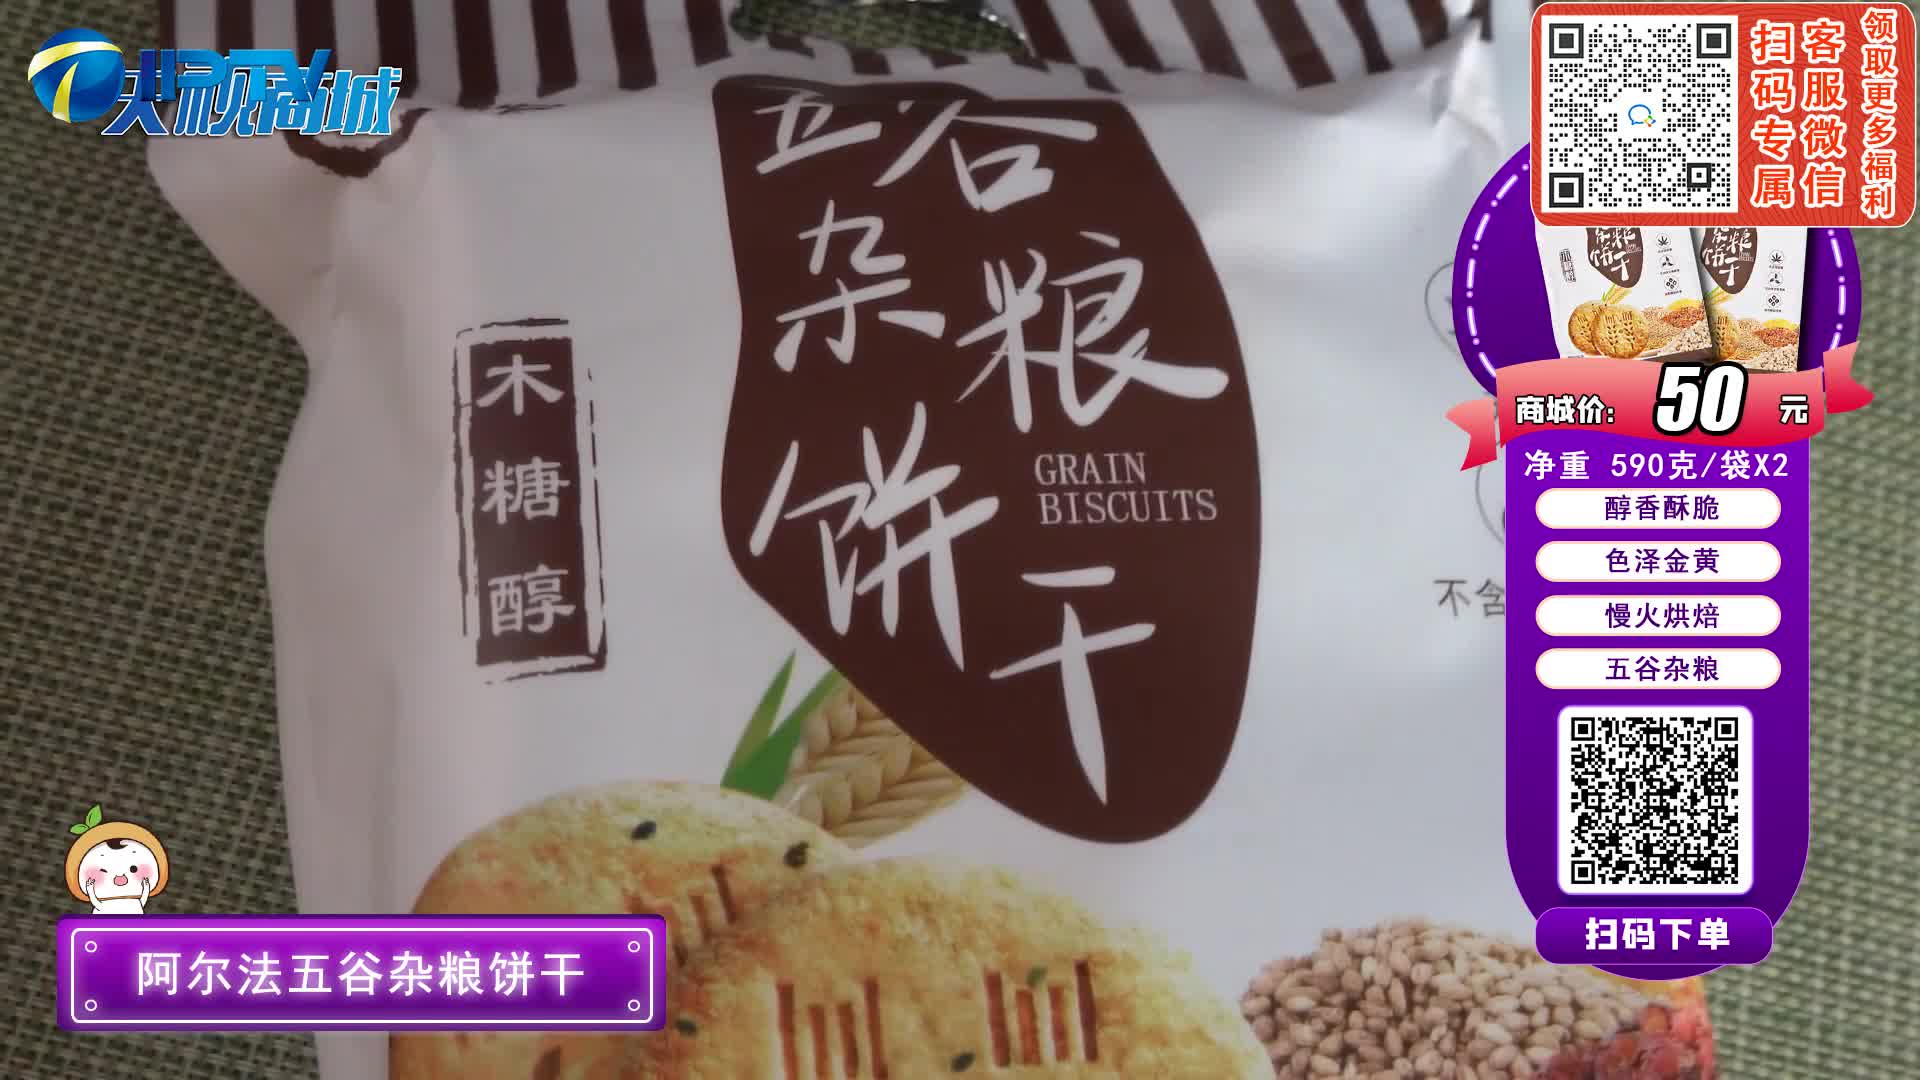 天视商城
五谷
杂粮
饼干
GRAIN
BISCUITS
木糖醇
不含
领取更多福利
客服微信
扫码专属
商城价: 50 元
净重 590克/袋X2
醇香酥脆
色泽金黄
慢火烘焙
五谷杂粮
扫码下单
阿尔法五谷杂粮饼干